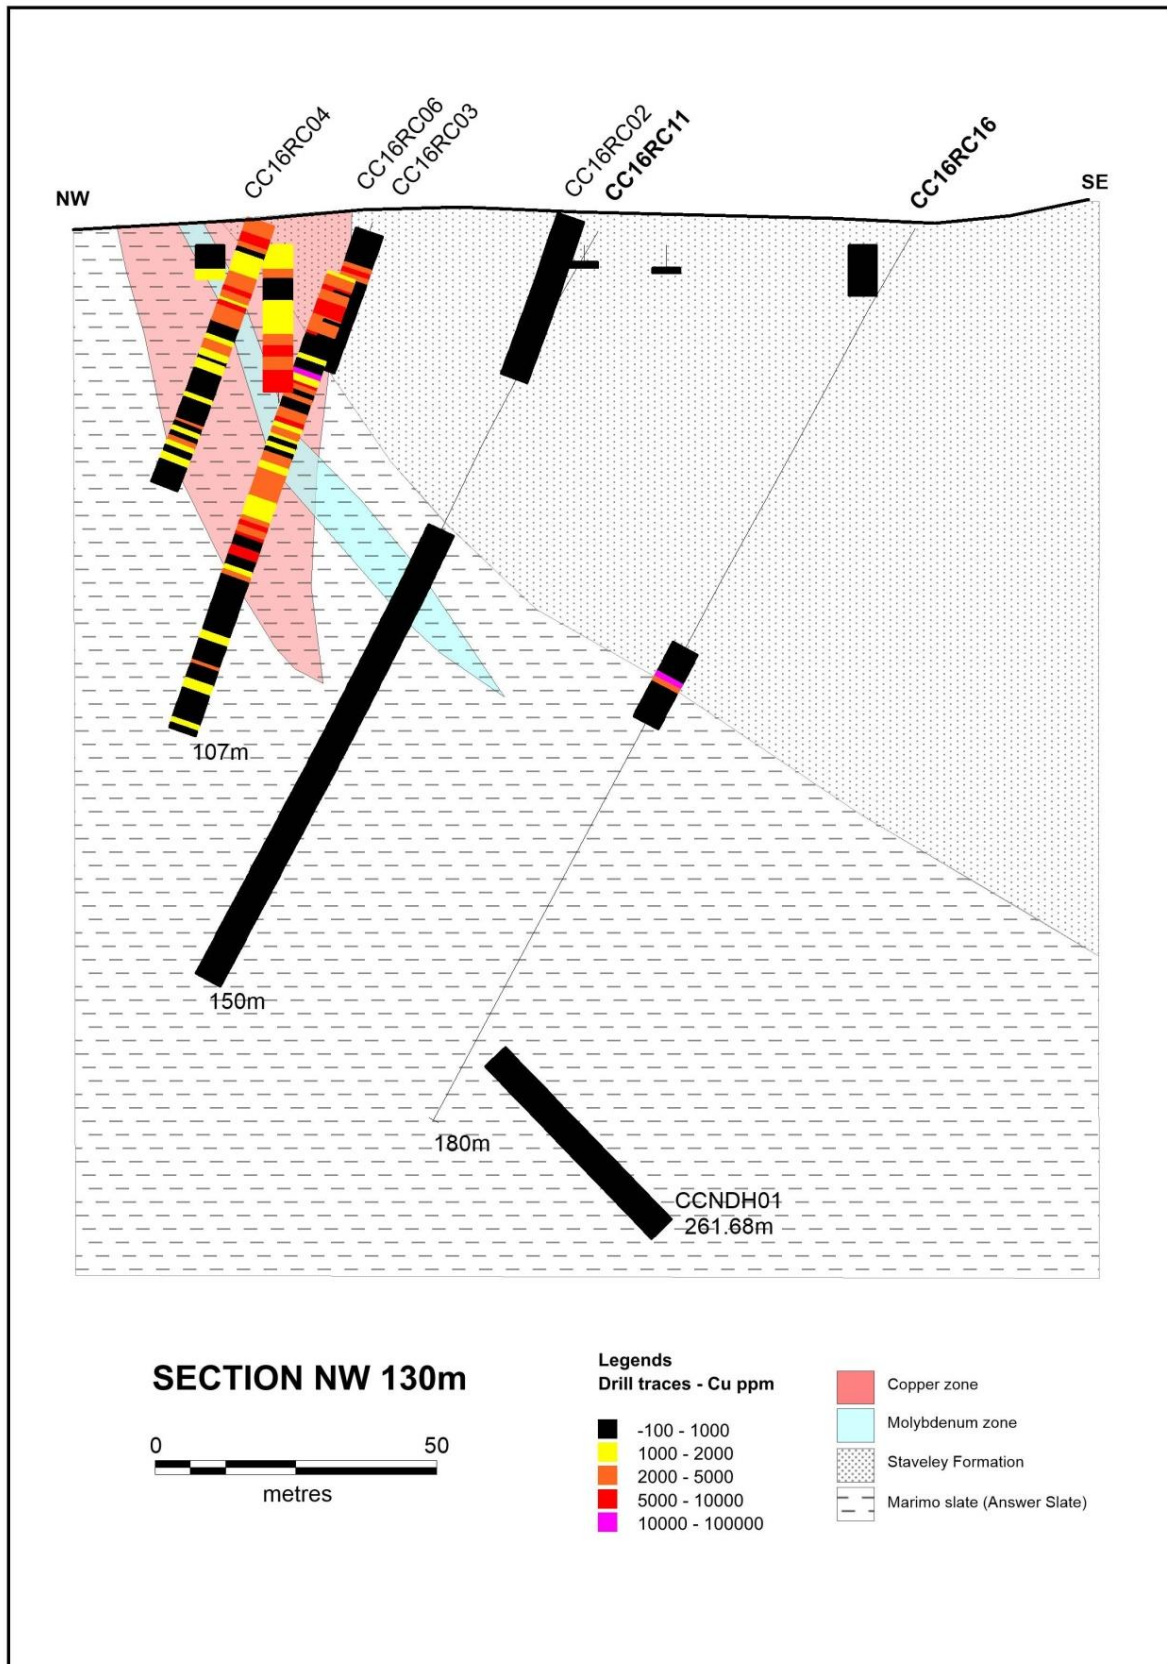 CC16RC04
CC16RC06
CC16RC03
CC16RC02
CC16RC11
CC16RC16
NW
SE
107m
150m
180m
CCNDH01
261.68m
SECTION NW 130m
0 50
metres
Legends
Drill traces - Cu ppm
-100 - 1000
1000 - 2000
2000 - 5000
5000 - 10000
10000 - 100000
Copper zone
Molybdenum zone
Staveley Formation
Marimo slate (Answer Slate)